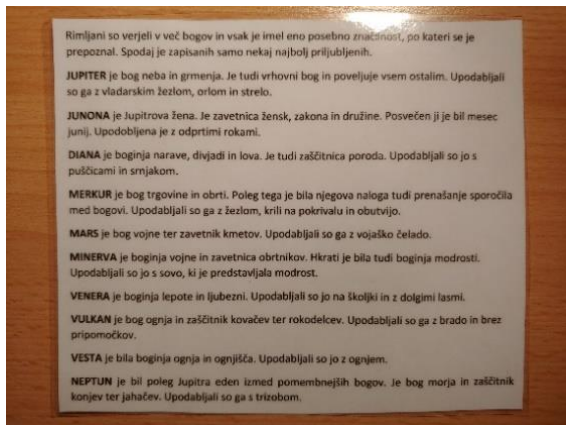 Rimljani so verjeli v več bogov in vsak je imel eno posebno značilnost, po kateri se je
prepoznal. Spodaj je zapisanih samo nekaj najbolj priljubljenih.
JUPITER je bog neba in grmenja. Je tudi vrhovni bog in poveljuje vsem ostalim. Upodabljali
so ga z vladarskim žezlom, orlom in strelo.
JUNONA je Jupitrova žena. Je zavetnica žensk, zakona in družine. Posvečen ji je bil mesec
junij. Upodobljena je z odprtimi rokami.
DIANA je boginja narave, divjadi in lova. Je tudi zaščitnica poroda. Upodabljali so jo s
puščicami in srnjakom.
MERKUR je bog trgovine in obrti. Poleg tega je bila njegova naloga tudi prenašanje sporočila
med bogovi. Upodabljali so ga z žezlom, krili na pokrivalu in obutvijo.
MARS je bog vojne ter zavetnik kmetov. Upodabljali so ga z vojaško čelado.
MINERVA je boginja vojne in zavetnica obrtnikov. Hkrati je bila tudi boginja modrosti.
Upodabljali so jo s sovo, ki je predstavljala modrost.
VENERA je boginja lepote in ljubezni. Upodabljali so jo na školjki in z dolgimi lasmi.
VULKAN je bog ognja in zaščitnik kovačev ter rokodelcev. Upodabljali so ga z brado in brez
pripomočkov.
VESTA je bila boginja ognja in ognjišča. Upodabljali so jo z ognjem.
NEPTUN je bil poleg Jupitra eden izmed pomembnejših bogov. Je bog morja in zaščitnik
konjev ter jahačev. Upodabljali so ga s trizobom.